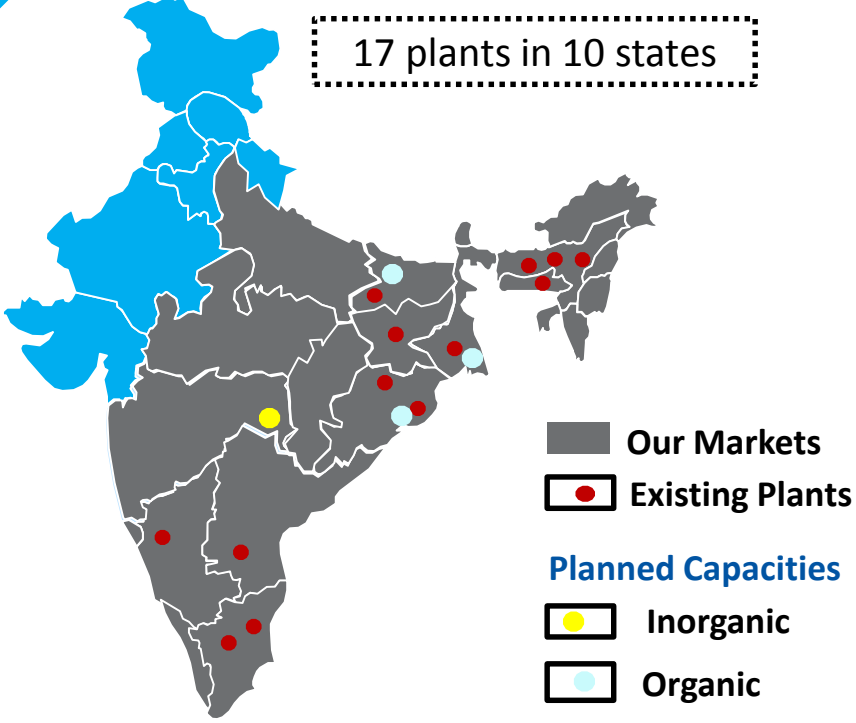 17 plants in 10 states
Our Markets
Existing Plants
Planned Capacities
Inorganic
Organic